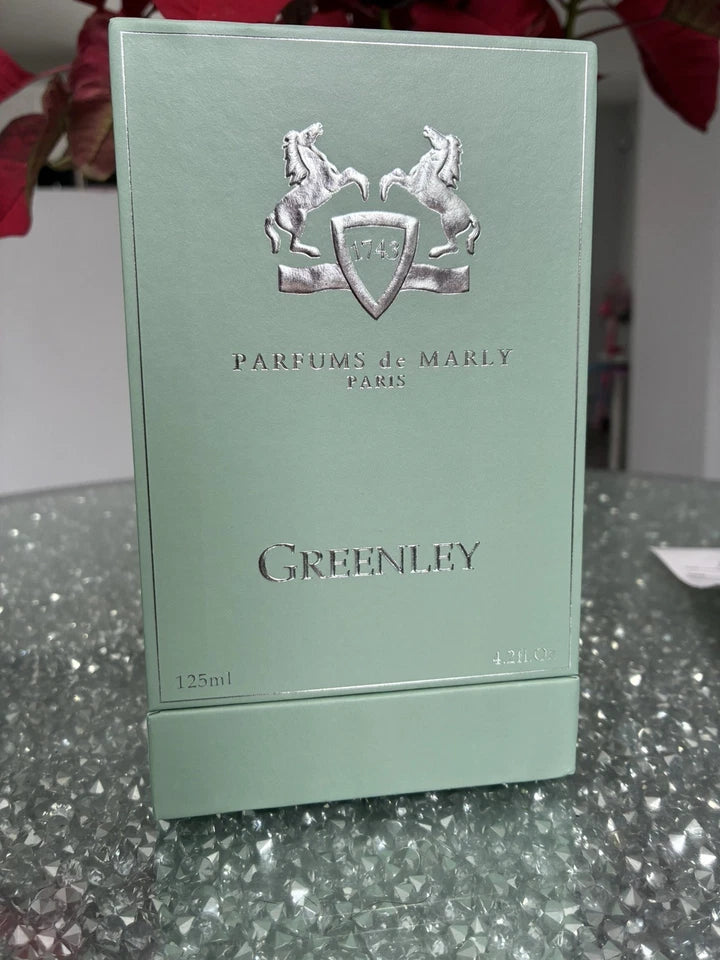 1743
PARFUMS de MARLY
PARIS
GREENLEY
125ml
4.2fl.Oz